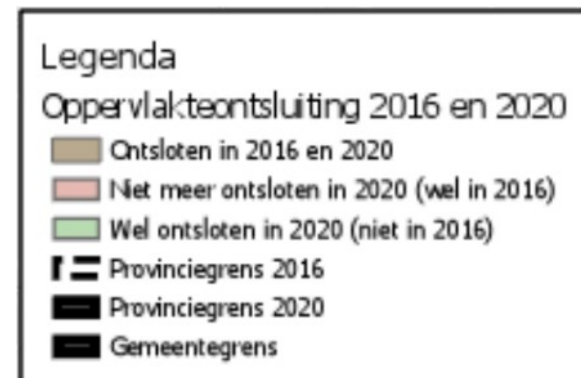 Legenda
Oppervlakteontsluiting 2016 en 2020
Ontsloten in 2016 en 2020
Niet meer ontsloten in 2020 (wel in 2016)
Wel ontsloten in 2020 (niet in 2016)
Provinciegrens 2016
Provinciegrens 2020
Gemeentegrens